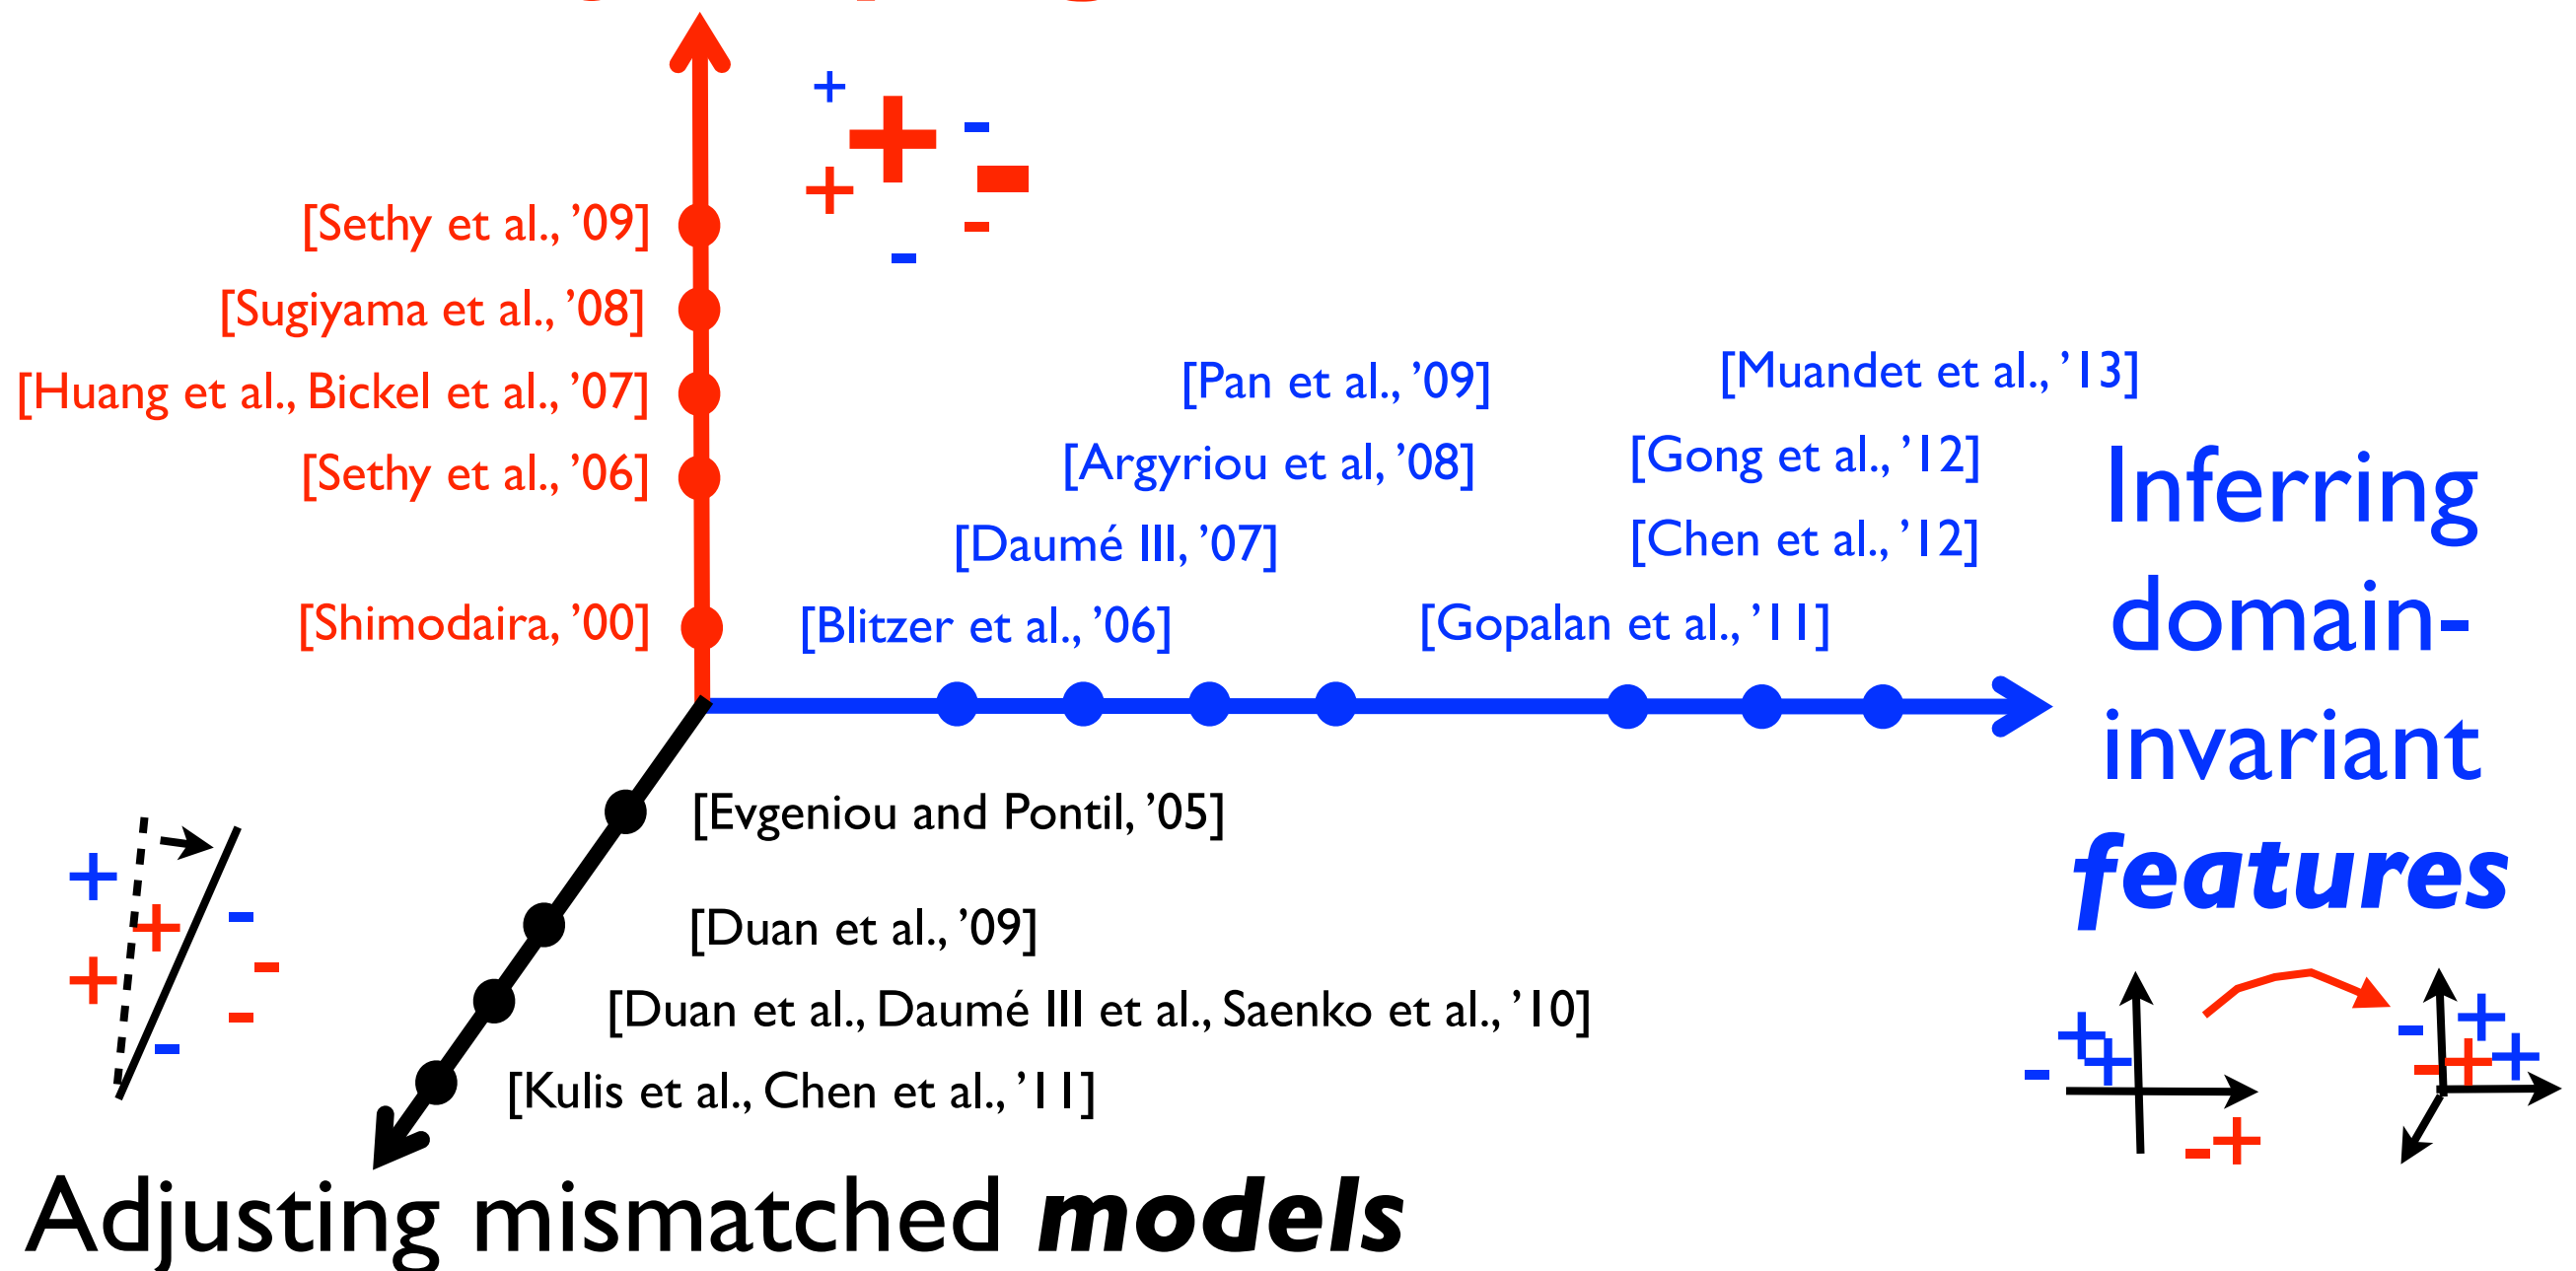 [Sethy et al., ’09]
[Sugiyama et al., ’08]
[Huang et al., Bickel et al., ’07]
[Sethy et al., ’06]
[Shimodaira, ’00]
[Pan et al., ’09]
[Muandet et al., ’13]
[Argyriou et al, ’08]
[Gong et al., ’12]
[Daumé III, ’07]
[Chen et al., ’12]
[Blitzer et al., ’06]
[Gopalan et al., ’11]
Inferring
domain-
invariant
features
[Evgeniou and Pontil, ’05]
[Duan et al., ’09]
[Duan et al., Daumé III et al., Saenko et al., ’10]
[Kulis et al., Chen et al., ’11]
Adjusting mismatched models